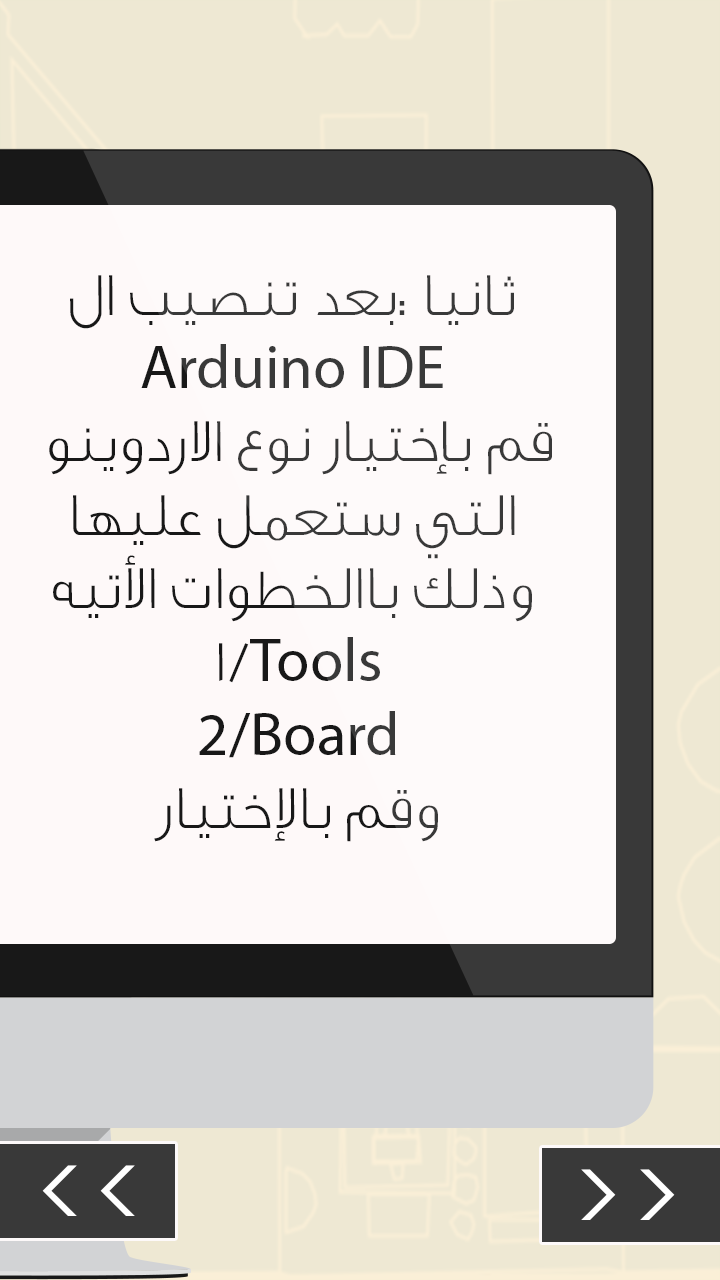 ثانيا :بعد تنصيب ال
Arduino IDE
قم بإختيار نوع الاردوينو
التي ستعمل عليها
وذلك باالخطوات الأتيه
١/Tools
2/Board
وقم بالإختيار